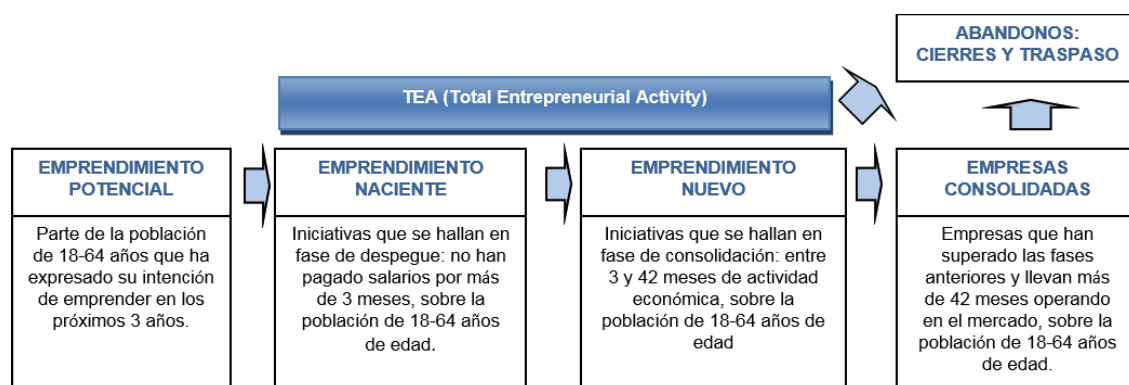 ABANDONOS:
CIERRES Y TRASPASO
TEA (Total Entrepreneurial Activity)
EMPRENDIMIENTO
POTENCIAL
Parte de la población
de 18-64 años que ha
expresado su intención
de emprender en los
próximos 3 años.
EMPRENDIMIENTO
NACIENTE
Iniciativas que se hallan en
fase de despegue: no han
pagado salarios por más
de 3 meses, sobre la
población de 18-64 años
de edad.
EMPRENDIMIENTO
NUEVO
Iniciativas que se hallan en
fase de consolidación: entre
3 y 42 meses de actividad
económica, sobre la
población de 18-64 años de
edad
EMPRESAS
CONSOLIDADAS
Empresas que han
superado las fases
anteriores y llevan más
de 42 meses operando
en el mercado, sobre la
población de 18-64 años
de edad.